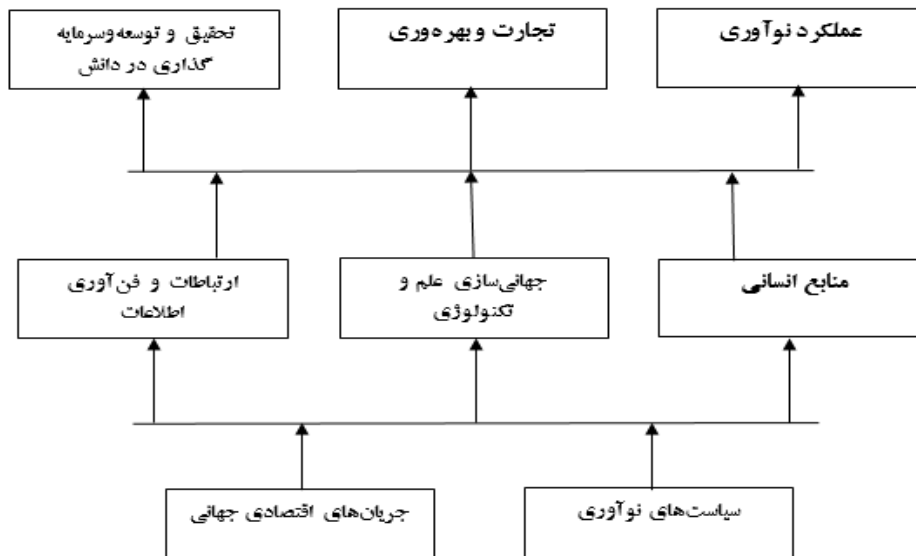 عملکرد نوآوری
تجارت و بهره‌وری
تحقیق و توسعه‌و‌سرمایه
گذاری در دانش
منابع انسانی
جهانی‌سازی علم و
تکنولوژی
ارتباطات و فن‌آوری
اطلاعات
سیاست‌های نوآوری
جریان‌های اقتصادی جهانی